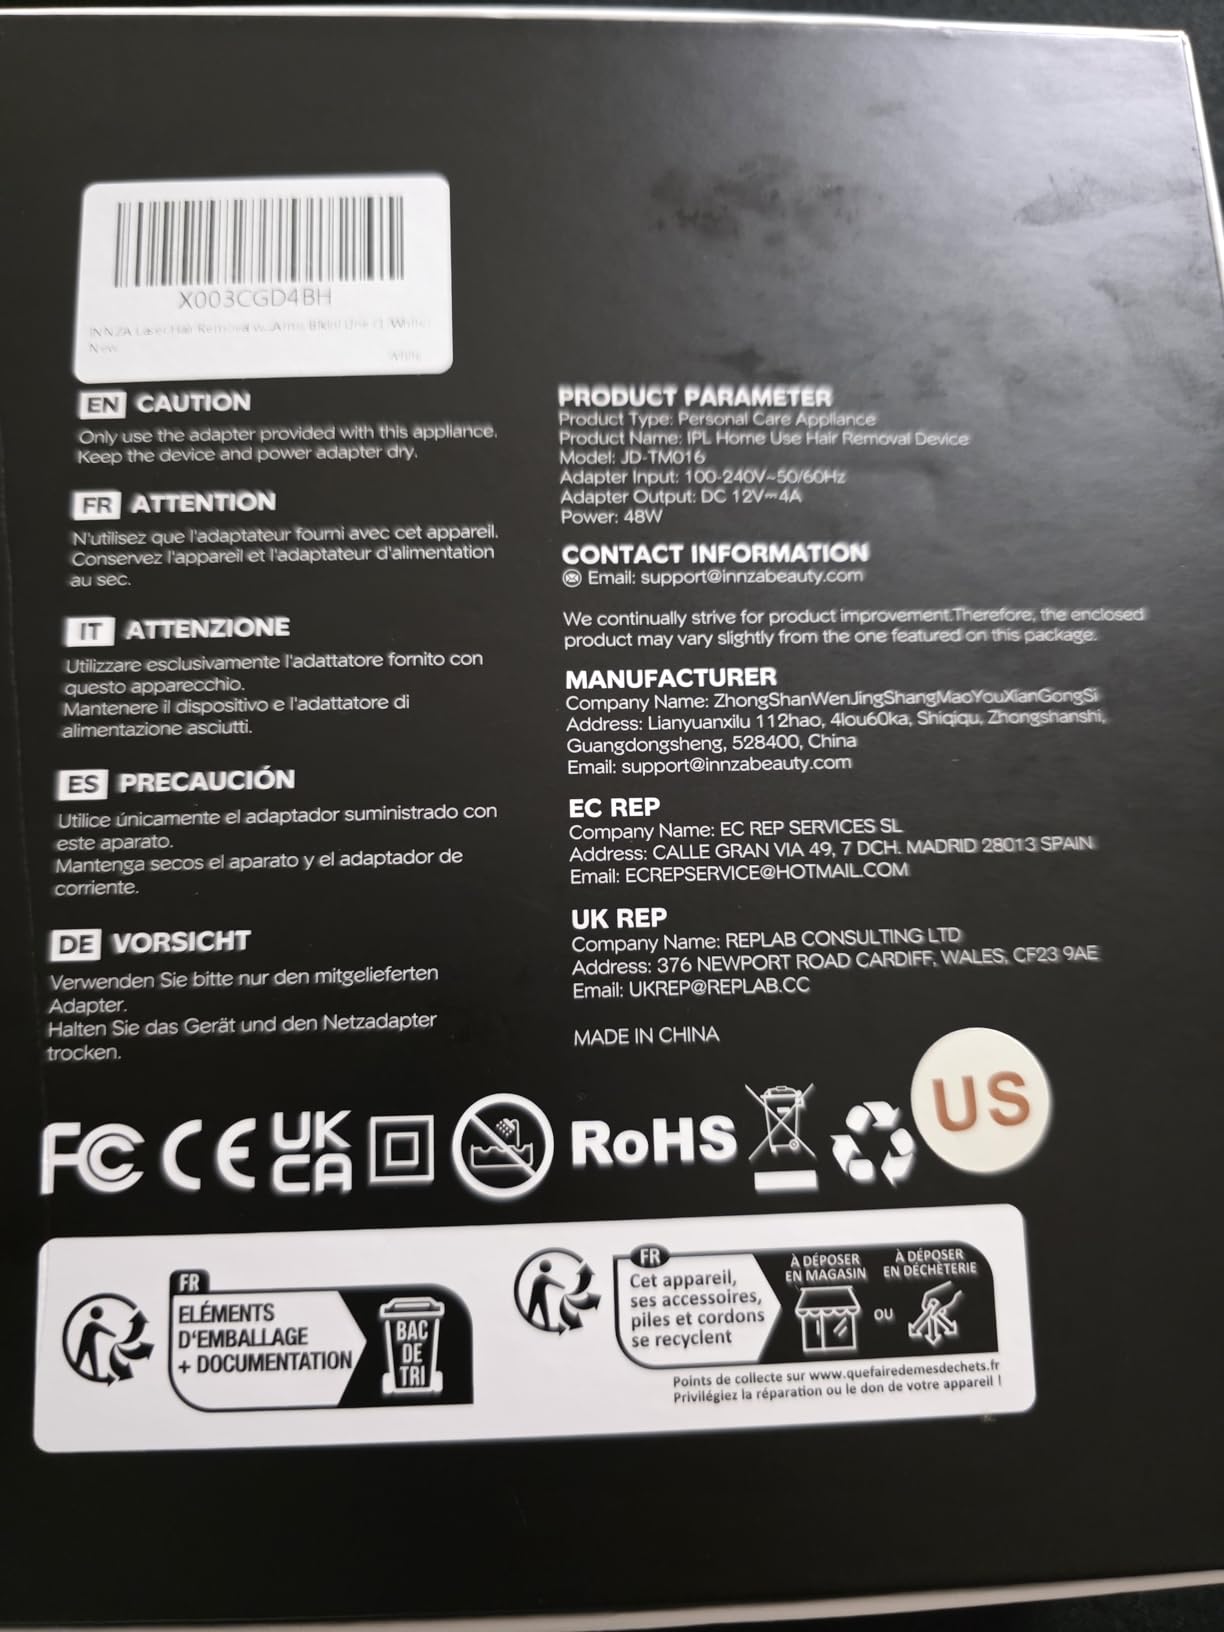 X003CGD4BH
INNZA Laser Hair Removal w...Arms Bikini Line (1, White
New
White
EN CAUTION
Only use the adapter provided with this appliance.
Keep the device and power adapter dry.
FR ATTENTION
N'utilisez que l'adaptateur fourni avec cet appareil.
Conservez l'appareil et l'adaptateur d'alimentation
au sec.
IT ATTENZIONE
Utilizzare esclusivamente l'adattatore fornito con
questo apparecchio.
Mantenere il dispositivo e l'adattatore di
alimentazione asciutti.
ES PRECAUCIÓN
Utilice únicamente el adaptador suministrado con
este aparato.
Mantenga secos el aparato y el adaptador de
corriente.
DE VORSICHT
Verwenden Sie bitte nur den mitgelieferten
Adapter.
Halten Sie das Gerät und den Netzadapter
trocken.
PRODUCT PARAMETER
Product Type: Personal Care Appliance
Product Name: IPL Home Use Hair Removal Device
Model: JD-TM016
Adapter Input: 100-240V~50/60Hz
Adapter Output: DC 12V⎓4A
Power: 48W
CONTACT INFORMATION
Email: support@innzabeauty.com
We continually strive for product improvement.Therefore, the enclosed
product may vary slightly from the one featured on this package.
MANUFACTURER
Company Name: ZhongShanWenJingShangMaoYouXianGongSi
Address: Lianyuanxilu 112hao, 4lou60ka, Shiqiqu, Zhongshanshi,
Guangdongsheng, 528400, China
Email: support@innzabeauty.com
EC REP
Company Name: EC REP SERVICES SL
Address: CALLE GRAN VIA 49, 7 DCH. MADRID 28013 SPAIN
Email: ECREPSERVICE@HOTMAIL.COM
UK REP
Company Name: REPLAB CONSULTING LTD
Address: 376 NEWPORT ROAD CARDIFF, WALES, CF23 9AE
Email: UKREP@REPLAB.CC
MADE IN CHINA
FC CE UK
CA RoHS
US
FR
ELÉMENTS
D'EMBALLAGE
+ DOCUMENTATION
BAC
DE
TRI
FR
Cet appareil,
ses accessoires,
piles et cordons
se recyclent
À DÉPOSER
EN MAGASIN
OU
À DÉPOSER
EN DÉCHÈTERIE
Points de collecte sur www.quefairedemesdechets.fr
Privilégiez la réparation ou le don de votre appareil !